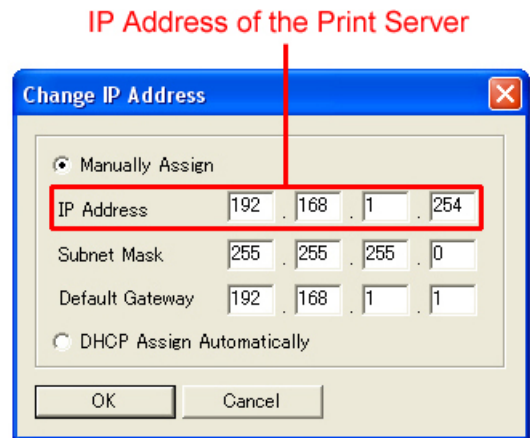 IP Address of the Print Server
Change IP Address
Manually Assign
IP Address 192 . 168 . 1 . 254
Subnet Mask 255 . 255 . 255 . 0
Default Gateway 192 . 168 . 1 . 1
DHCP Assign Automatically
OK Cancel